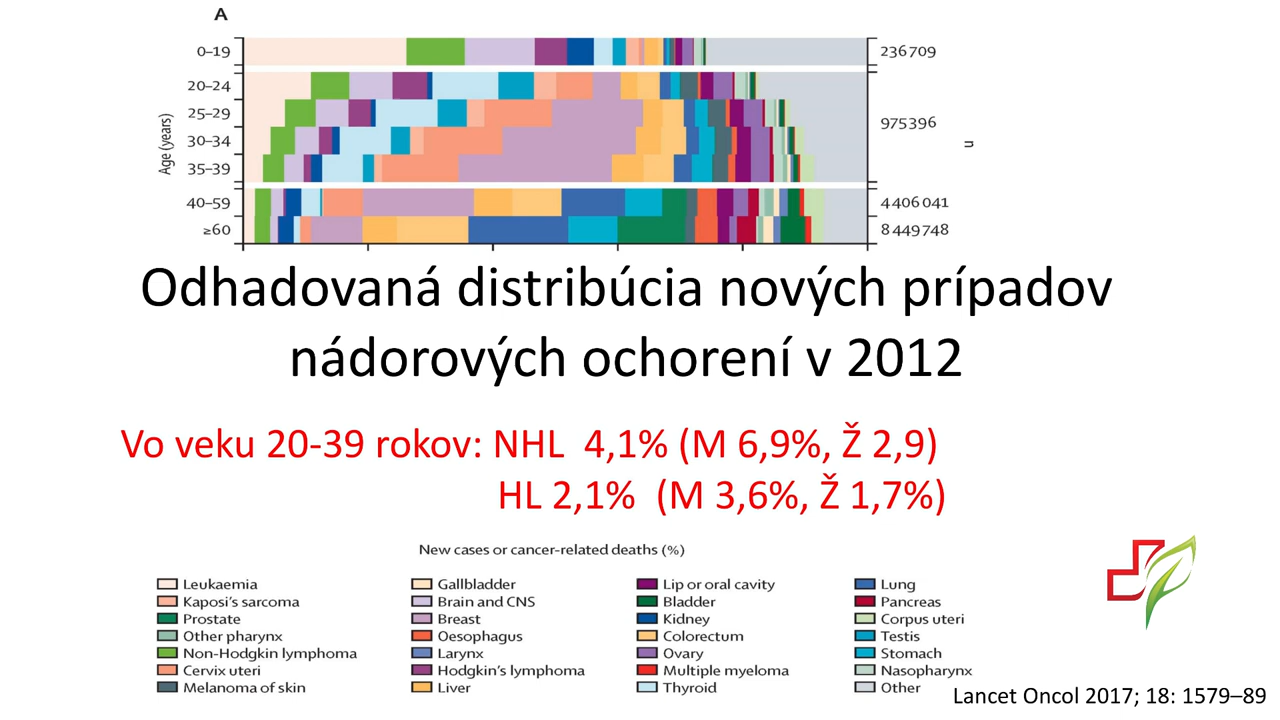 A
0–19
236709
20–24
25–29
975396
Age (years)
30–34
n
35–39
40–59
4406041
≥60
8449748
Odhadovaná distribúcia nových prípadov
nádorových ochorení v 2012
Vo veku 20-39 rokov: NHL 4,1% (M 6,9%, Ž 2,9)
HL 2,1% (M 3,6%, Ž 1,7%)
New cases or cancer-related deaths (%)
Leukaemia
Kaposi's sarcoma
Prostate
Other pharynx
Non-Hodgkin lymphoma
Cervix uteri
Melanoma of skin
Gallbladder
Brain and CNS
Breast
Oesophagus
Larynx
Hodgkin's lymphoma
Liver
Lip or oral cavity
Bladder
Kidney
Colorectum
Ovary
Multiple myeloma
Thyroid
Lung
Pancreas
Corpus uteri
Testis
Stomach
Nasopharynx
Other
Lancet Oncol 2017; 18: 1579–89